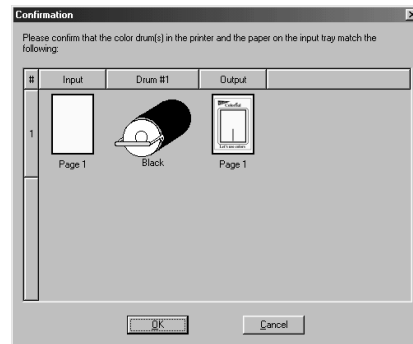 Confirmation
Please confirm that the color drum(s) in the printer and the paper on the input tray match the
following:
# Input Drum #1 Output
1
Page 1 Black Page 1
OK Cancel